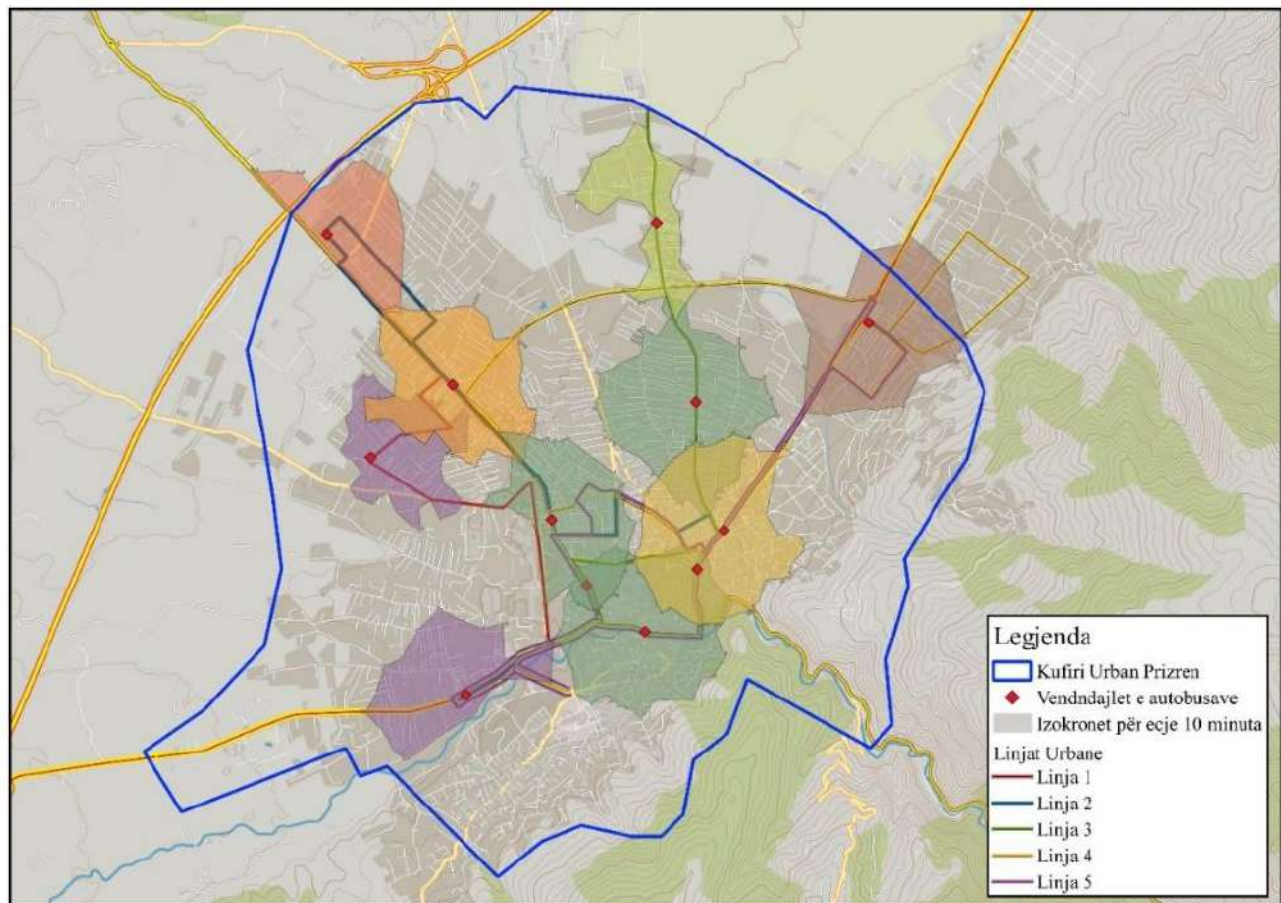 Legjenda
Kufiri Urban Prizren
Vendndajlet e autobusave
Izokronet për ecje 10 minuta
Linjat Urbane
Linja 1
Linja 2
Linja 3
Linja 4
Linja 5